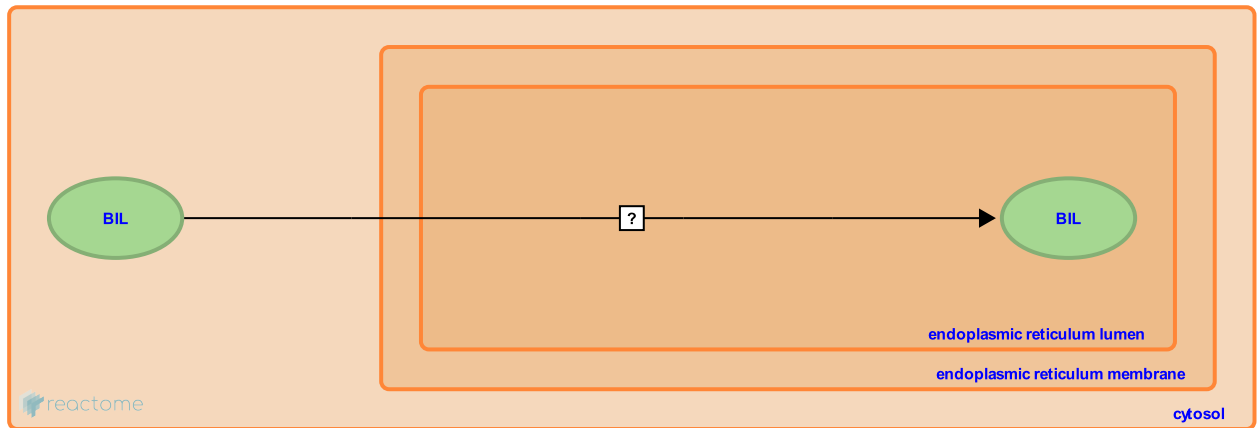 BIL
?
BIL
endoplasmic reticulum lumen
endoplasmic reticulum membrane
reactome
cytosol